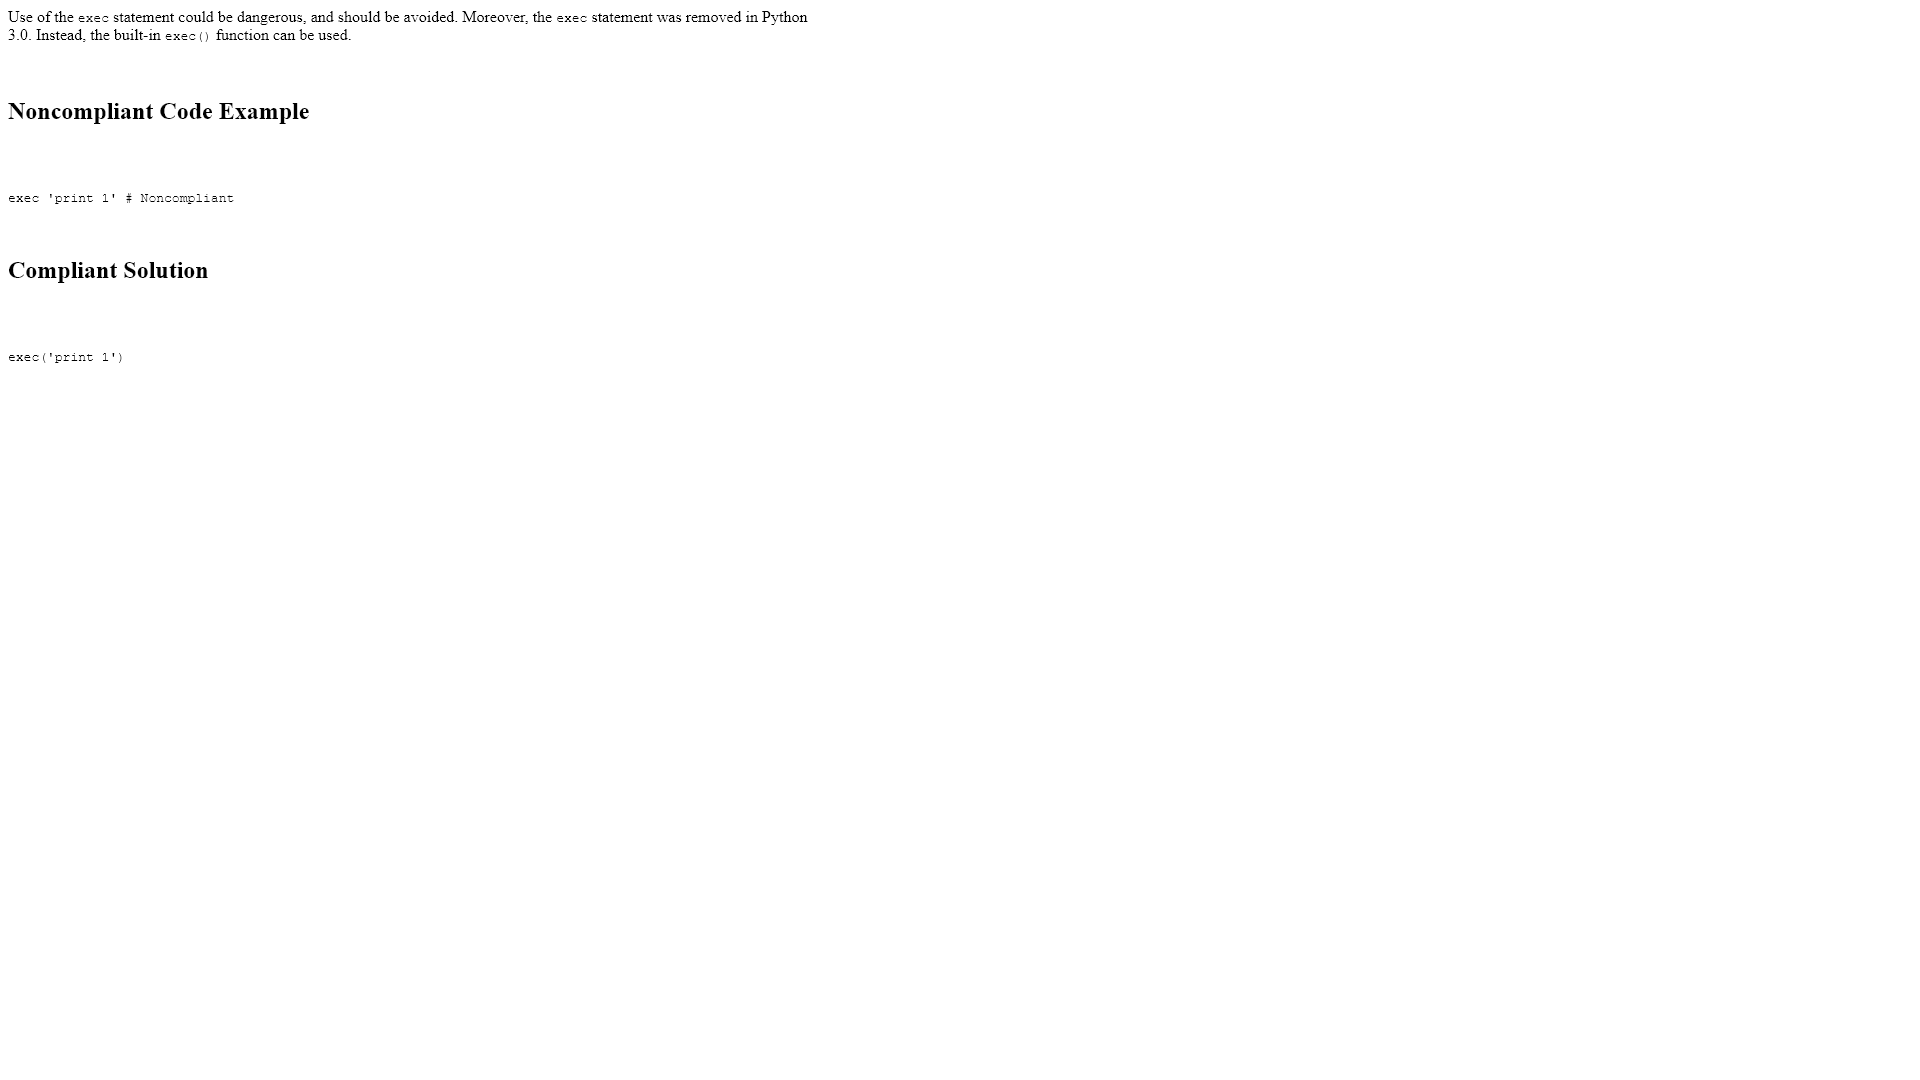 Use of the exec statement could be dangerous, and should be avoided. Moreover, the exec statement was removed in Python
3.0. Instead, the built-in exec() function can be used.
Noncompliant Code Example
exec 'print 1' # Noncompliant
Compliant Solution
exec('print 1')